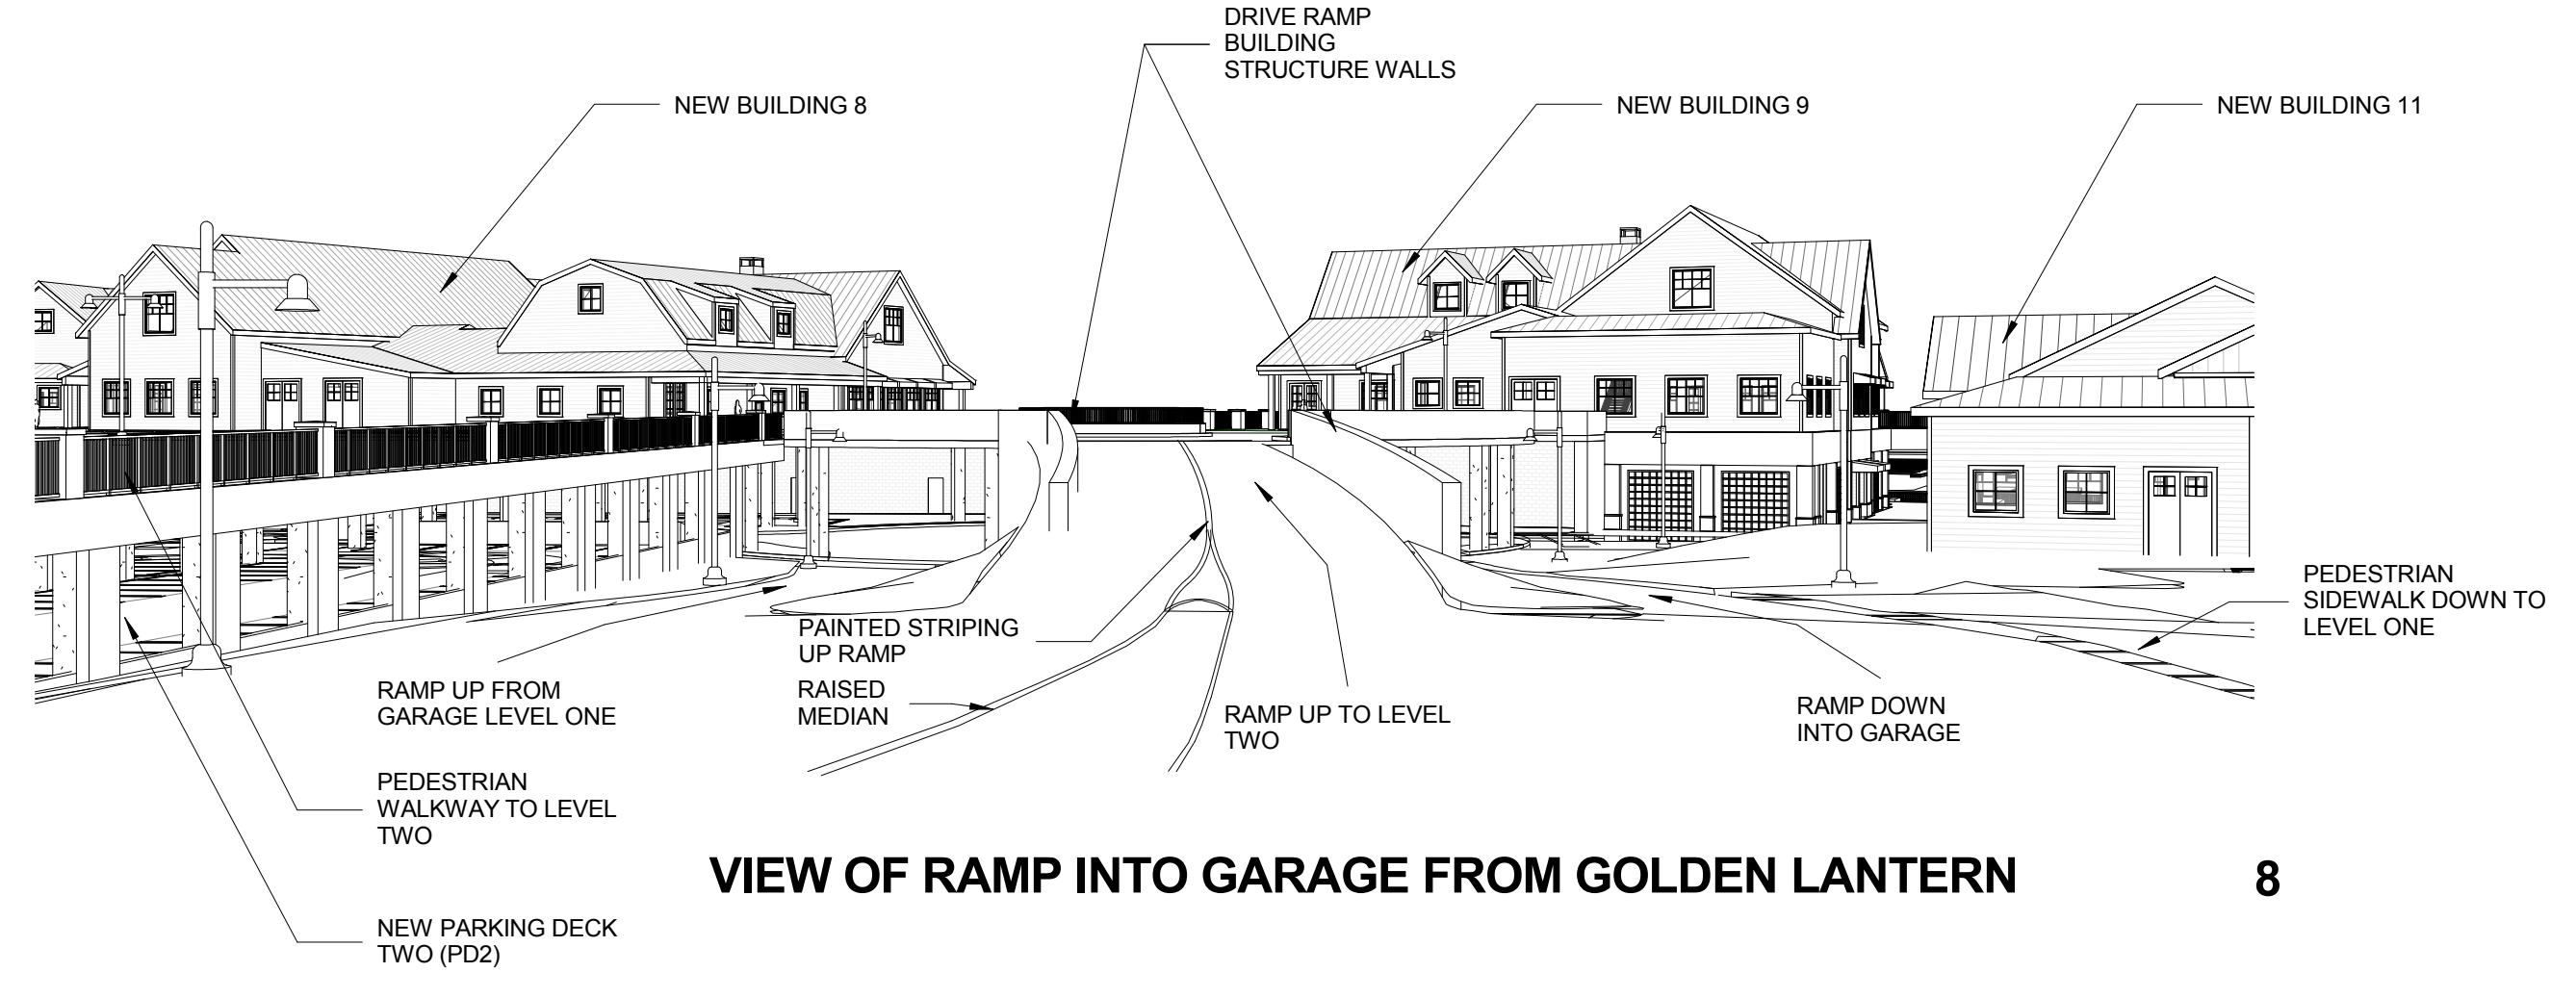 DRIVE RAMP
BUILDING
STRUCTURE WALLS
NEW BUILDING 8
NEW BUILDING 9
NEW BUILDING 11
PEDESTRIAN
SIDEWALK DOWN TO
LEVEL ONE
PAINTED STRIPING
UP RAMP
RAISED
MEDIAN
RAMP UP FROM
GARAGE LEVEL ONE
RAMP UP TO LEVEL
TWO
RAMP DOWN
INTO GARAGE
PEDESTRIAN
WALKWAY TO LEVEL
TWO
NEW PARKING DECK
TWO (PD2)
VIEW OF RAMP INTO GARAGE FROM GOLDEN LANTERN
8